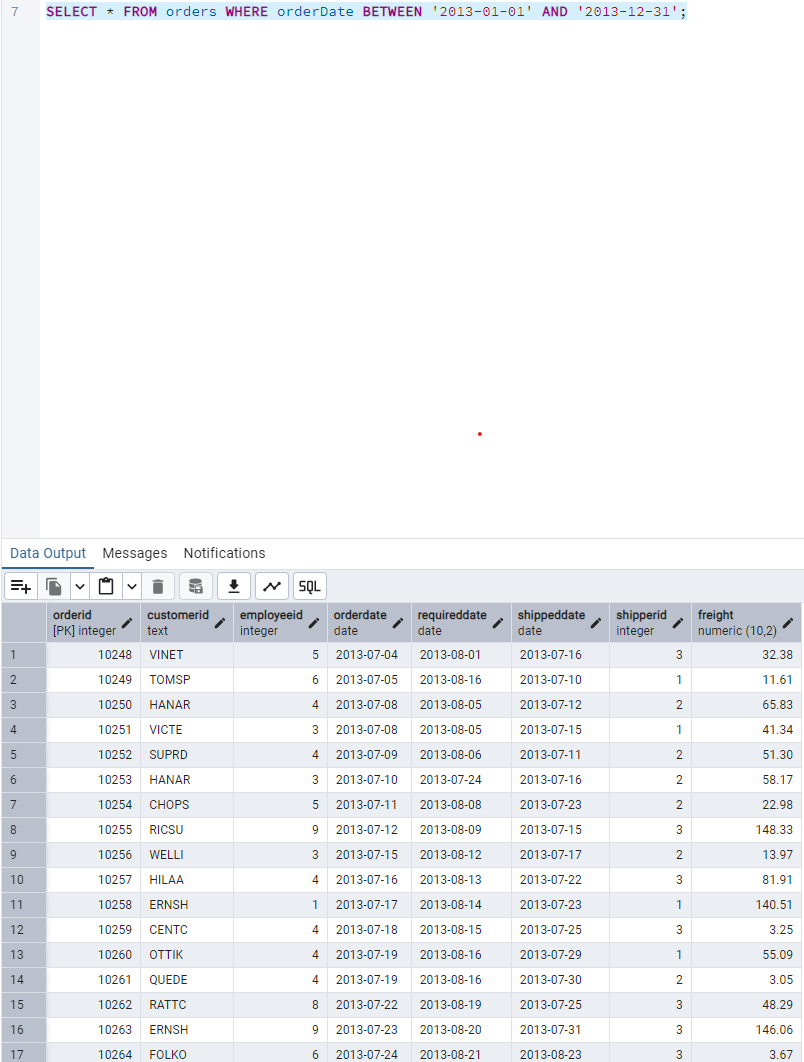 7 SELECT * FROM orders WHERE orderDate BETWEEN '2013-01-01' AND '2013-12-31';
Data Output Messages Notifications
SQL
orderid customerid employeeid orderdate requireddate shippeddate shipperid freight
[PK] integer text integer date date date integer numeric (10,2)
1 10248 VINET 5 2013-07-04 2013-08-01 2013-07-16 3 32.38
2 10249 TOMSP 6 2013-07-05 2013-08-16 2013-07-10 1 11.61
3 10250 HANAR 4 2013-07-08 2013-08-05 2013-07-12 2 65.83
4 10251 VICTE 3 2013-07-08 2013-08-05 2013-07-15 1 41.34
5 10252 SUPRD 4 2013-07-09 2013-08-06 2013-07-11 2 51.30
6 10253 HANAR 3 2013-07-10 2013-07-24 2013-07-16 2 58.17
7 10254 CHOPS 5 2013-07-11 2013-08-08 2013-07-23 2 22.98
8 10255 RICSU 9 2013-07-12 2013-08-09 2013-07-15 3 148.33
9 10256 WELLI 3 2013-07-15 2013-08-12 2013-07-17 2 13.97
10 10257 HILAA 4 2013-07-16 2013-08-13 2013-07-22 3 81.91
11 10258 ERNSH 1 2013-07-17 2013-08-14 2013-07-23 1 140.51
12 10259 CENTC 4 2013-07-18 2013-08-15 2013-07-25 3 3.25
13 10260 OTTIK 4 2013-07-19 2013-08-16 2013-07-29 1 55.09
14 10261 QUEDE 4 2013-07-19 2013-08-16 2013-07-30 2 3.05
15 10262 RATTC 8 2013-07-22 2013-08-19 2013-07-25 3 48.29
16 10263 ERNSH 9 2013-07-23 2013-08-20 2013-07-31 3 146.06
17 10264 FOLKO 6 2013-07-24 2013-08-21 2013-08-23 3 3.67